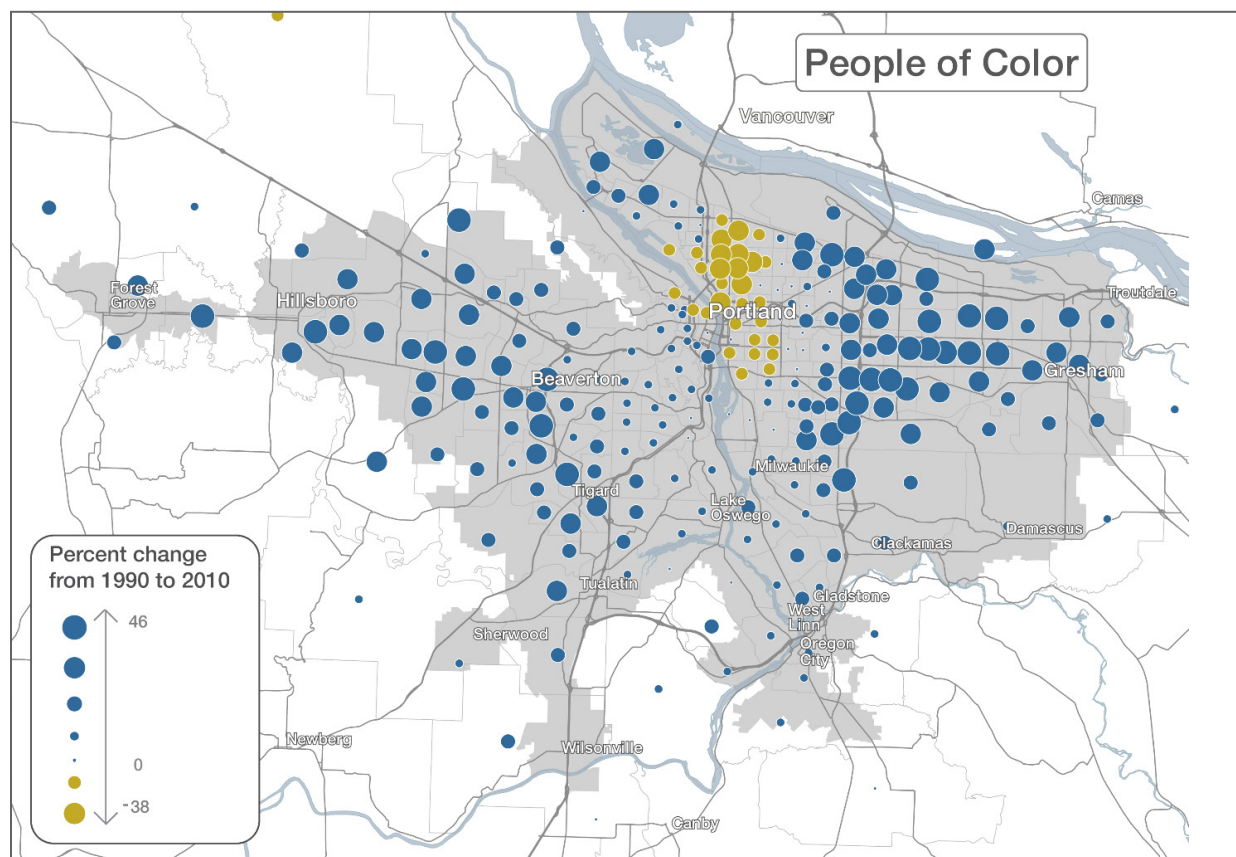 People of Color
Vancouver
Camas
Troutdale
Forest
Grove
Hillsboro
Portland
Gresham
Beaverton
Milwaukie
Tigard
Lake
Oswego
Damascus
Clackamas
Tualatin
Gladstone
West
Linn
Sherwood
Oregon
City
Newberg
Wilsonville
Canby
Percent change
from 1990 to 2010
46
0
-38